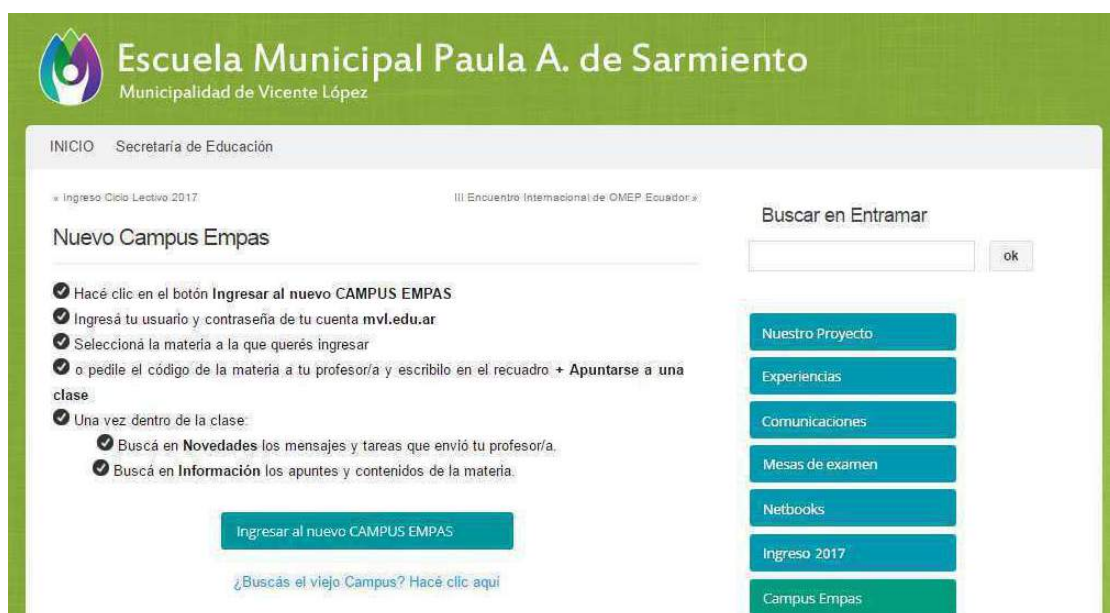 Escuela Municipal Paula A. de Sarmiento
Municipalidad de Vicente López
INICIO Secretaría de Educación
« Ingreso Ciclo Lectivo 2017 III Encuentro Internacional de OMEP Ecuador »
Nuevo Campus Empas
Hacé clic en el botón Ingresar al nuevo CAMPUS EMPAS
Ingresá tu usuario y contraseña de tu cuenta mvl.edu.ar
Seleccioná la materia a la que querés ingresar
o pedile el código de la materia a tu profesor/a y escribilo en el recuadro + Apuntarse a una
clase
Una vez dentro de la clase:
Buscá en Novedades los mensajes y tareas que envió tu profesor/a.
Buscá en Información los apuntes y contenidos de la materia.
Ingresar al nuevo CAMPUS EMPAS
¿Buscás el viejo Campus? Hacé clic aquí
Buscar en Entramar
ok
Nuestro Proyecto
Experiencias
Comunicaciones
Mesas de examen
Netbooks
Ingreso 2017
Campus Empas